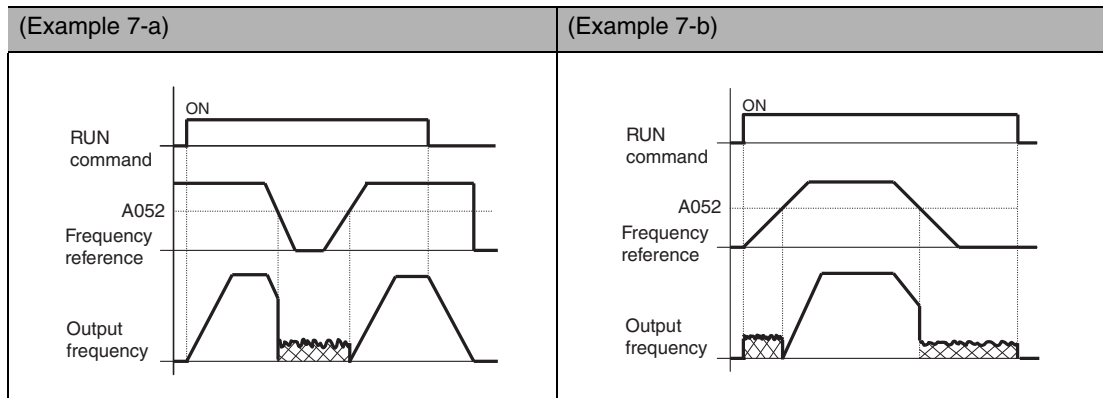 (Example 7-a)
(Example 7-b)
ON
RUN
command
A052
Frequency
reference
Output
frequency
ON
RUN
command
A052
Frequency
reference
Output
frequency